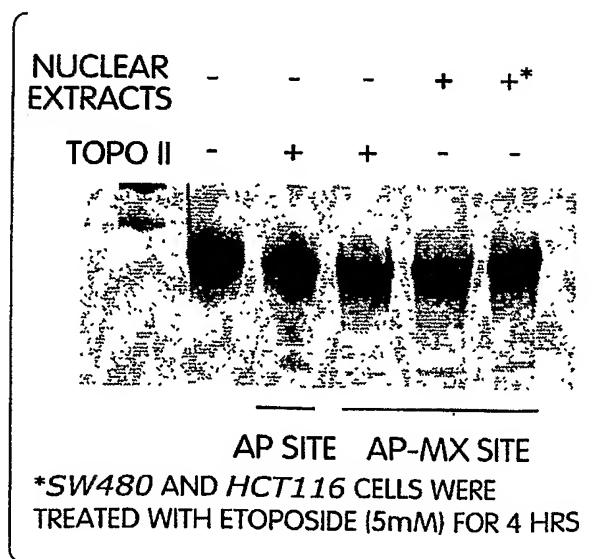 NUCLEAR
EXTRACTS - - - + +*
TOPO II - + + - -
AP SITE AP-MX SITE
*SW480 AND HCT116 CELLS WERE
TREATED WITH ETOPOSIDE (5mM) FOR 4 HRS